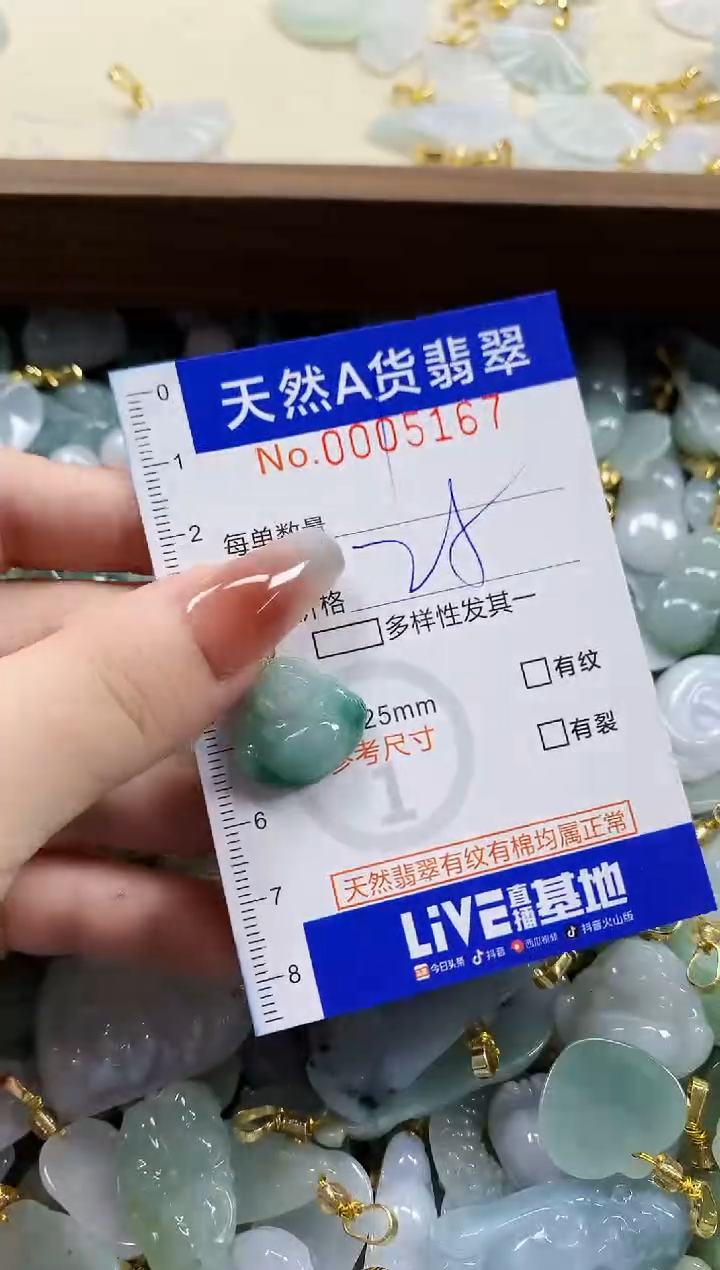 天然A货翡翠
No.0005167
0
1
2
每单数量
价格
多样性发其一
有纹
25mm
有裂
参考尺寸
1
6
天然翡翠有纹有棉均属正常
7
LiVE直播基地
今日头条 抖音 西瓜视频 抖音火山版
8